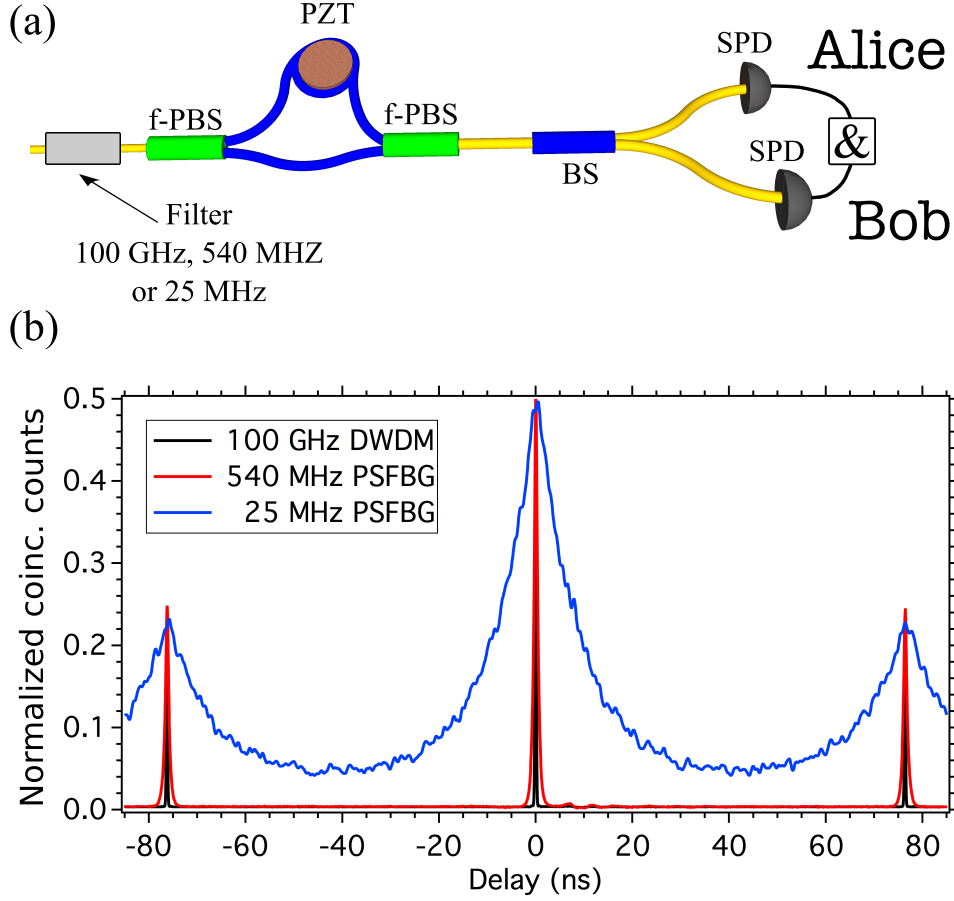 (a)
PZT
SPD
Alice
f-PBS
f-PBS
SPD
&
BS
Filter
100 GHz, 540 MHZ
or 25 MHz
Bob
(b)
Normalized coinc. counts
0.5
0.4
0.3
0.2
0.1
0.0
100 GHz DWDM
540 MHz PSFBG
25 MHz PSFBG
-80 -60 -40 -20 0 20 40 60 80
Delay (ns)